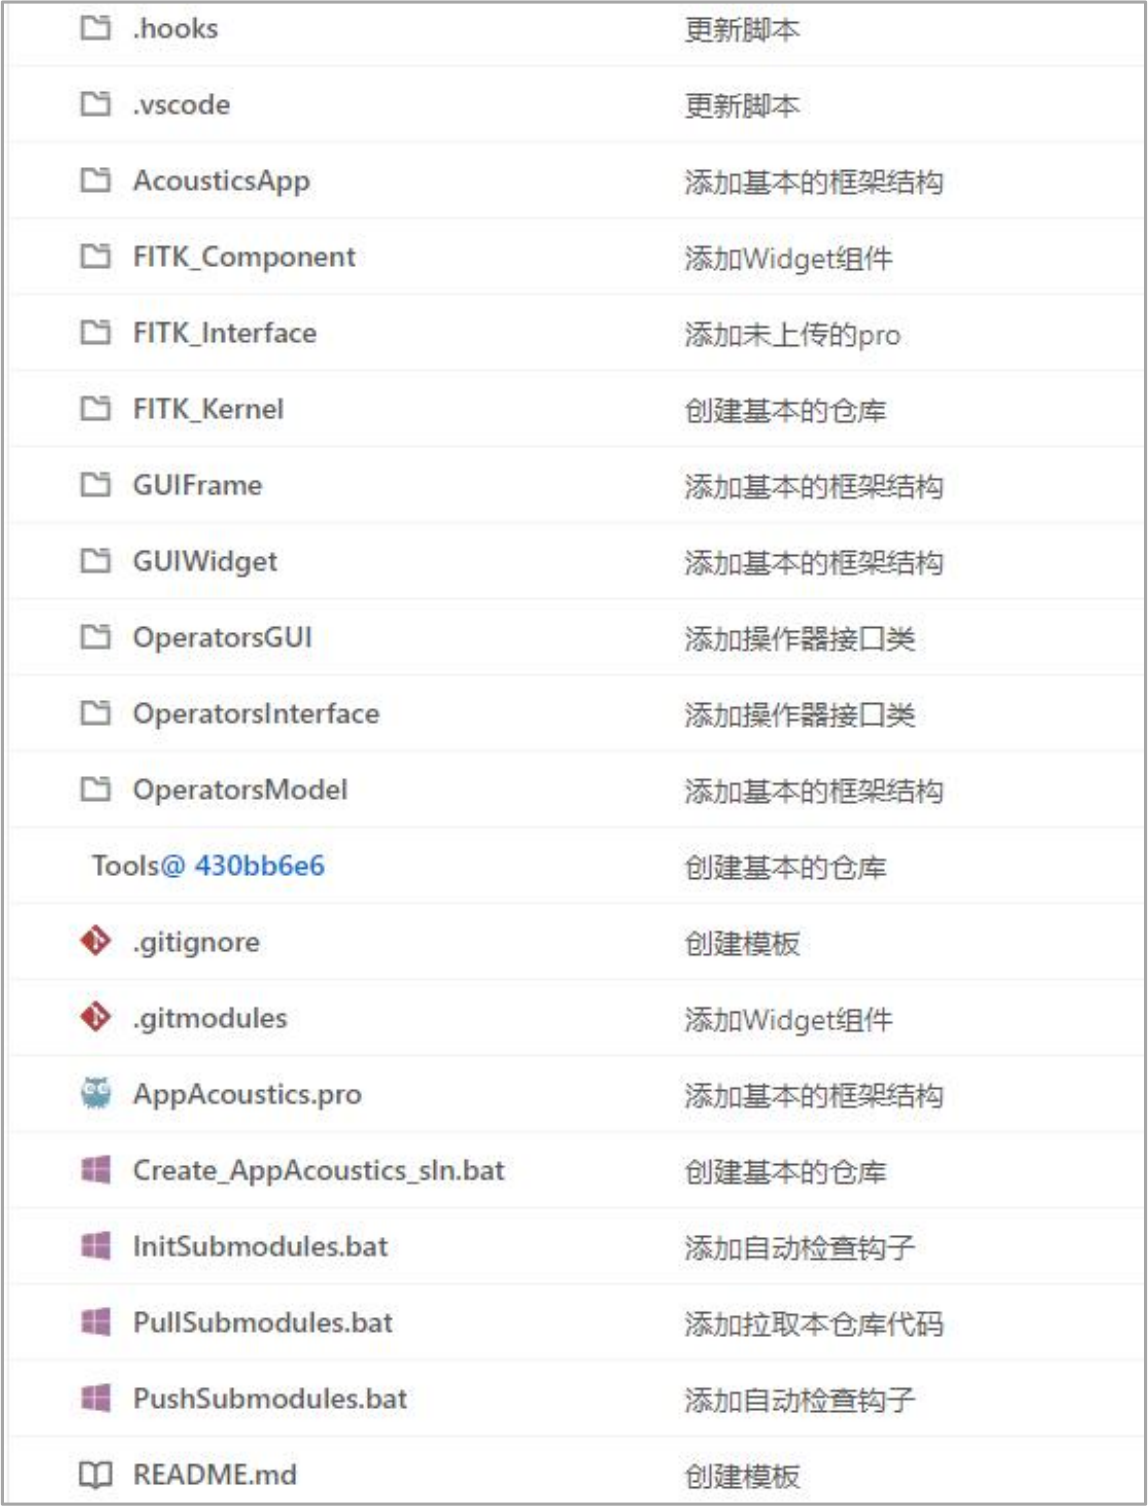 .hooks 更新脚本
.vscode 更新脚本
AcousticsApp 添加基本的框架结构
FITK_Component 添加Widget组件
FITK_Interface 添加未上传的pro
FITK_Kernel 创建基本的仓库
GUIFrame 添加基本的框架结构
GUIWidget 添加基本的框架结构
OperatorsGUI 添加操作器接口类
OperatorsInterface 添加操作器接口类
OperatorsModel 添加基本的框架结构
Tools@ 430bb6e6 创建基本的仓库
.gitignore 创建模板
.gitmodules 添加Widget组件
AppAcoustics.pro 添加基本的框架结构
Create_AppAcoustics_sln.bat 创建基本的仓库
InitSubmodules.bat 添加自动检查钩子
PullSubmodules.bat 添加拉取本仓库代码
PushSubmodules.bat 添加自动检查钩子
README.md 创建模板